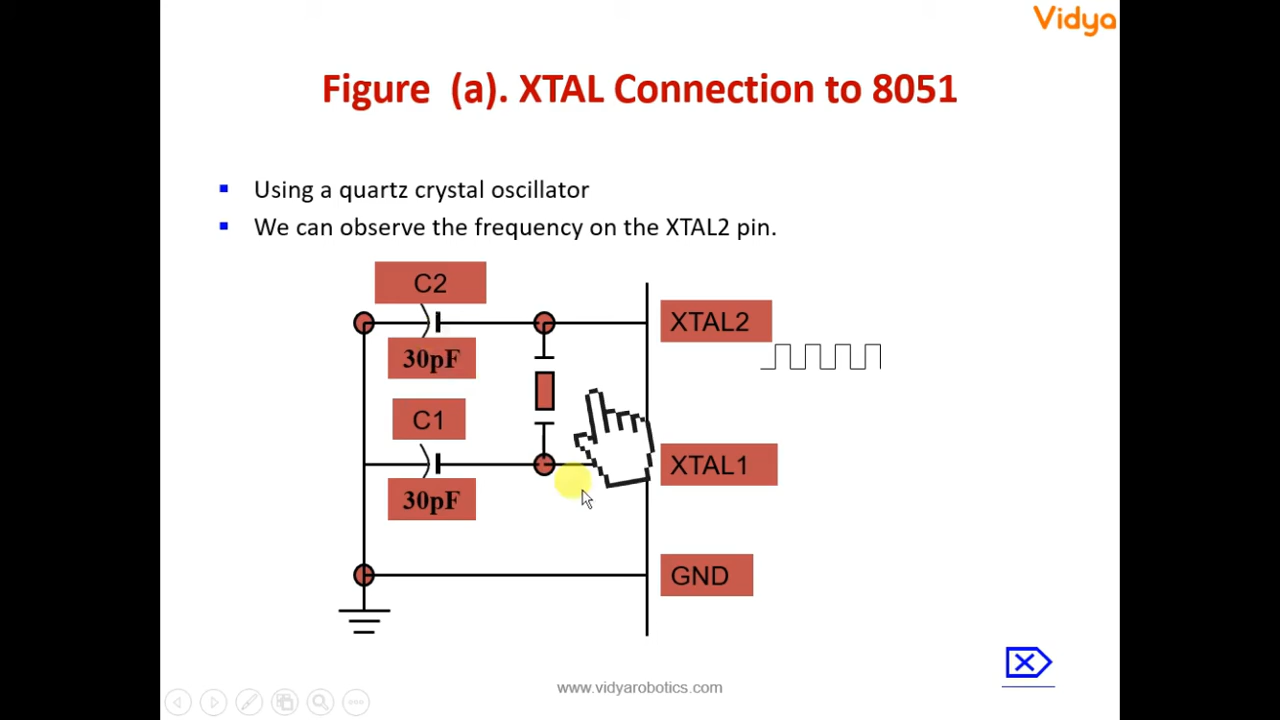 Vidya
Figure (a). XTAL Connection to 8051
Using a quartz crystal oscillator
We can observe the frequency on the XTAL2 pin.
C2
XTAL2
30pF
C1
XTAL1
30pF
GND
www.vidyarobotics.com